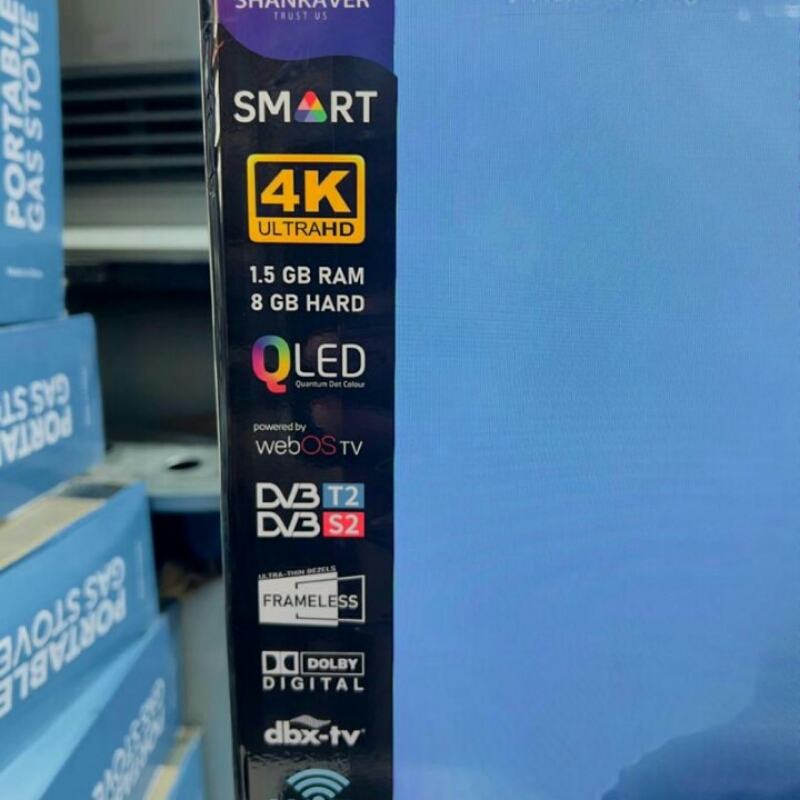 SHANKAVER
TRUST US
SMART
4K
ULTRAHD
1.5 GB RAM
8 GB HARD
QLED
Quantum Dot Colour
powered by
webOS TV
DVB T2
DVB S2
ULTRA-THIN BEZELS
FRAMELESS
DOLBY
DIGITAL
dbx-tv
PORTABLE
GAS STOVE
PORTABLE
GAS STOVE
PORTABLE
GAS STOVE